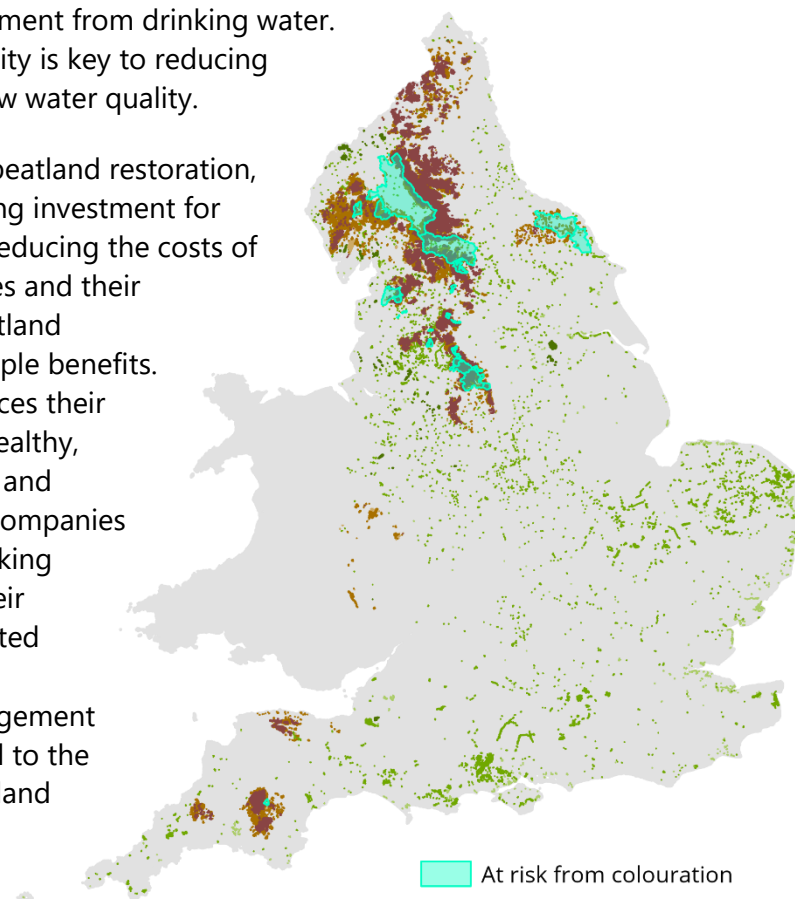 ment from drinking water.
ity is key to reducing
w water quality.
peatland restoration,
ng investment for
educing the costs of
es and their
tland
ple benefits.
ces their
ealthy,
and
ompanies
king
eir
ted
gement
l to the
land
At risk from colouration